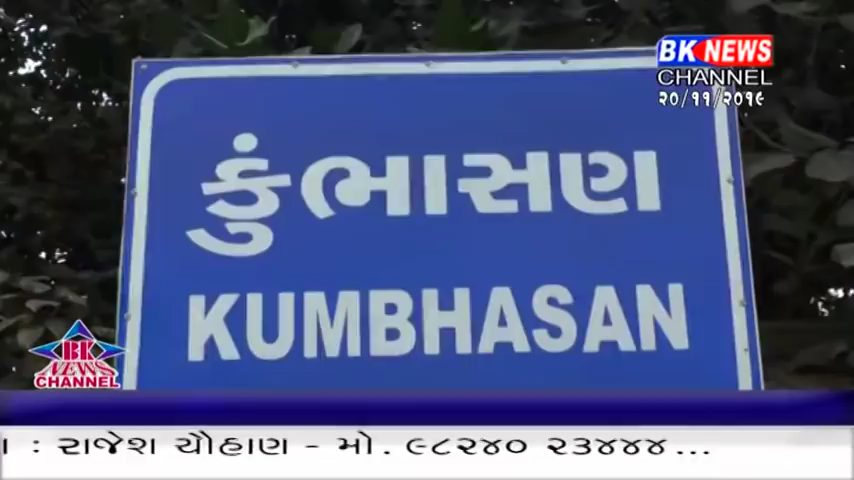 BK NEWS
CHANNEL
૨૦/૧૧/૨૦૧૯
કુંભાસણ
KUMBHASAN
BK
NEWS
CHANNEL
: રાજેશ ચૌહાણ - મો. ૯૮૨૪૦ ૨૩૪૪૪...